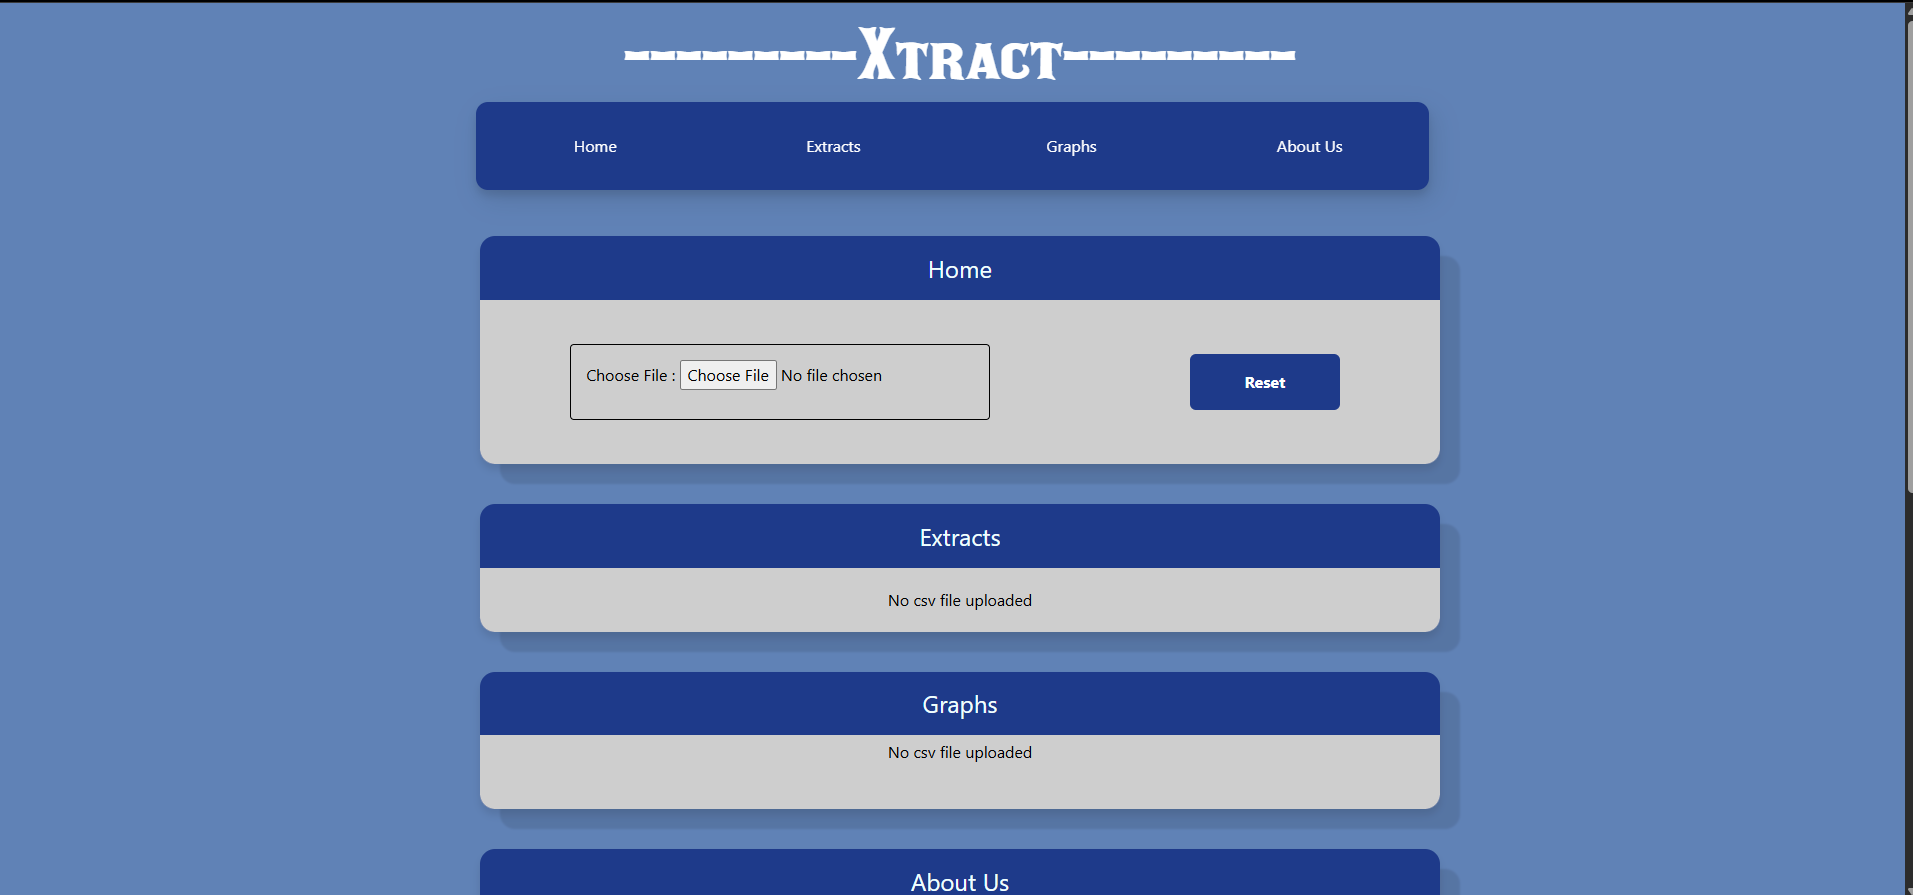 ---------Xtract---------
Home Extracts Graphs About Us
Home
Choose File : Choose File No file chosen
Reset
Extracts
No csv file uploaded
Graphs
No csv file uploaded
About Us